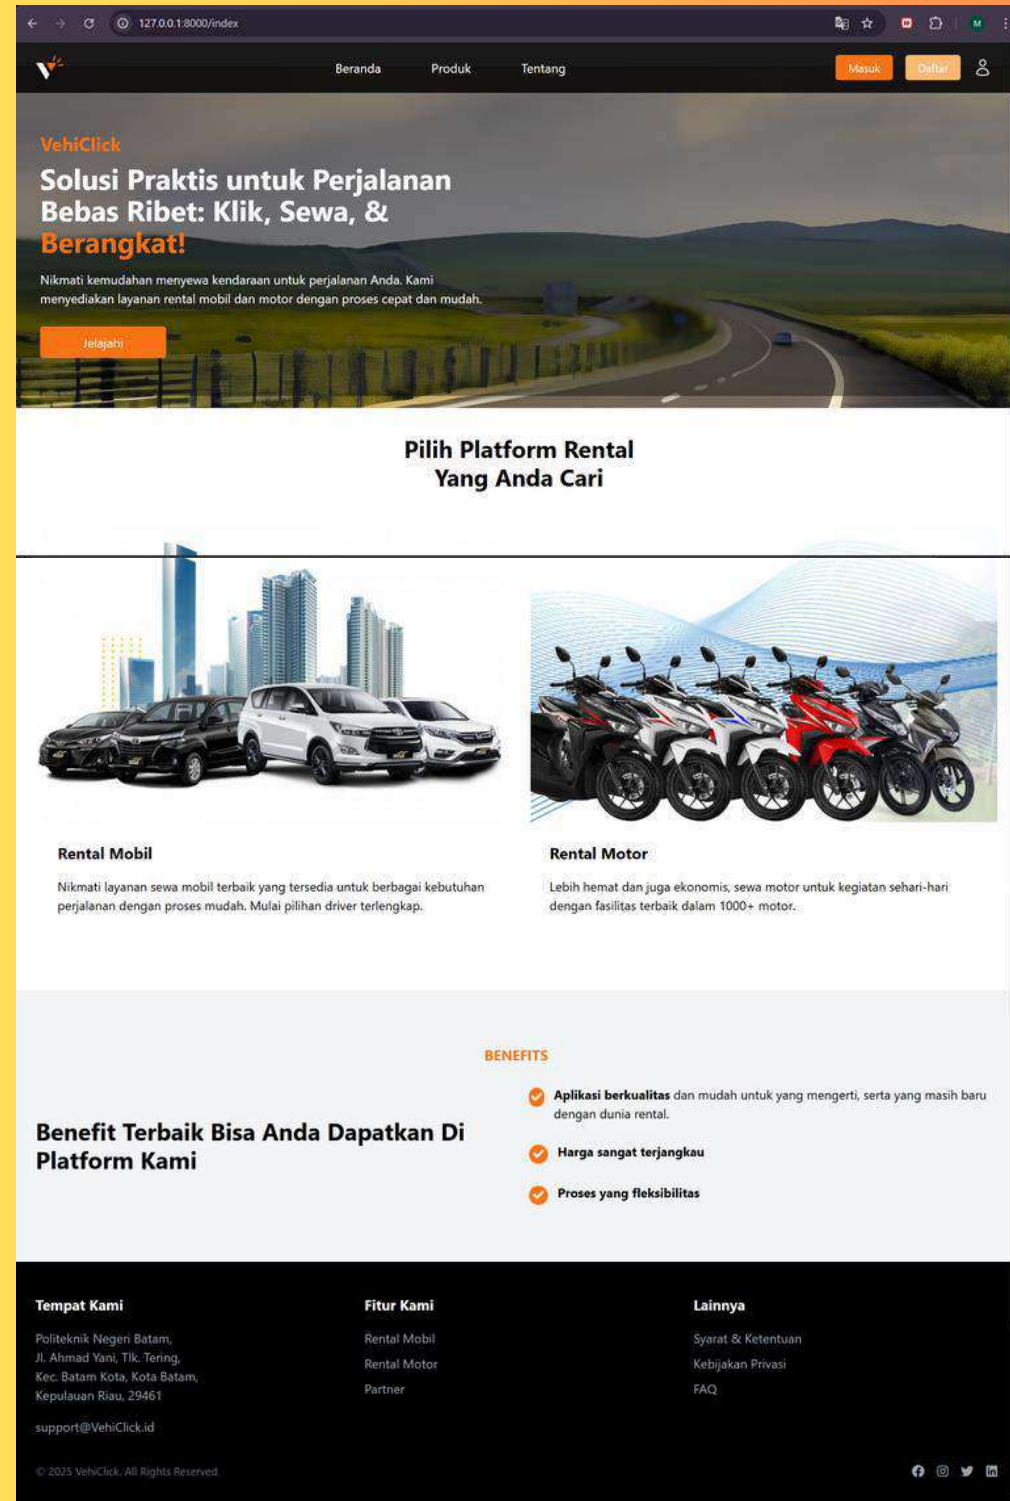 127.0.0.1:8000/index
M
Beranda
Produk
Tentang
Masuk
Daftar
VehiClick
Solusi Praktis untuk Perjalanan
Bebas Ribet: Klik, Sewa, &
Berangkat!
Nikmati kemudahan menyewa kendaraan untuk perjalanan Anda. Kami
menyediakan layanan rental mobil dan motor dengan proses cepat dan mudah.
Jelajahi
Pilih Platform Rental
Yang Anda Cari
Rental Mobil
Nikmati layanan sewa mobil terbaik yang tersedia untuk berbagai kebutuhan
perjalanan dengan proses mudah. Mulai pilihan driver terlengkap.
Rental Motor
Lebih hemat dan juga ekonomis, sewa motor untuk kegiatan sehari-hari
dengan fasilitas terbaik dalam 1000+ motor.
BENEFITS
Benefit Terbaik Bisa Anda Dapatkan Di
Platform Kami
Aplikasi berkualitas dan mudah untuk yang mengerti, serta yang masih baru
dengan dunia rental.
Harga sangat terjangkau
Proses yang fleksibilitas
Tempat Kami
Politeknik Negeri Batam,
Jl. Ahmad Yani, Tlk. Tering,
Kec. Batam Kota, Kota Batam,
Kepulauan Riau, 29461
support@VehiClick.id
Fitur Kami
Rental Mobil
Rental Motor
Partner
Lainnya
Syarat & Ketentuan
Kebijakan Privasi
FAQ
© 2025 VehiClick. All Rights Reserved.